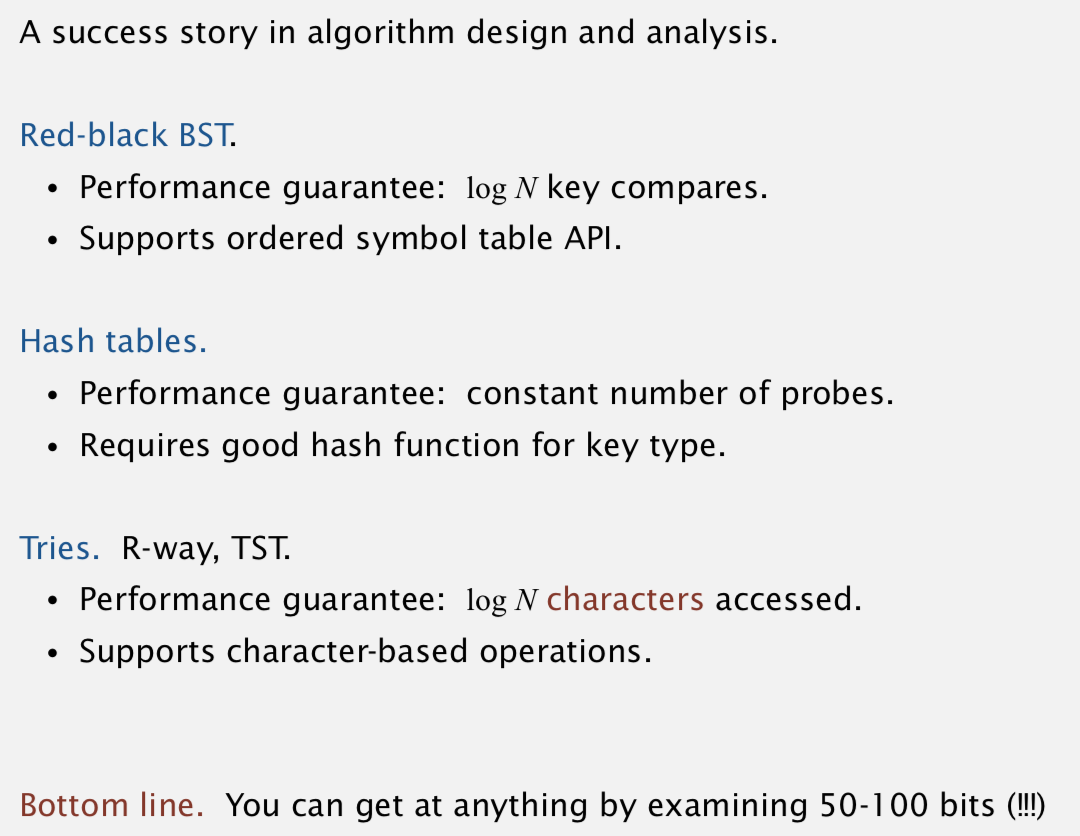 A success story in algorithm design and analysis.
Red-black BST.
• Performance guarantee: log N key compares.
• Supports ordered symbol table API.
Hash tables.
• Performance guarantee: constant number of probes.
• Requires good hash function for key type.
Tries. R-way, TST.
• Performance guarantee: log N characters accessed.
• Supports character-based operations.
Bottom line. You can get at anything by examining 50-100 bits (!!!)